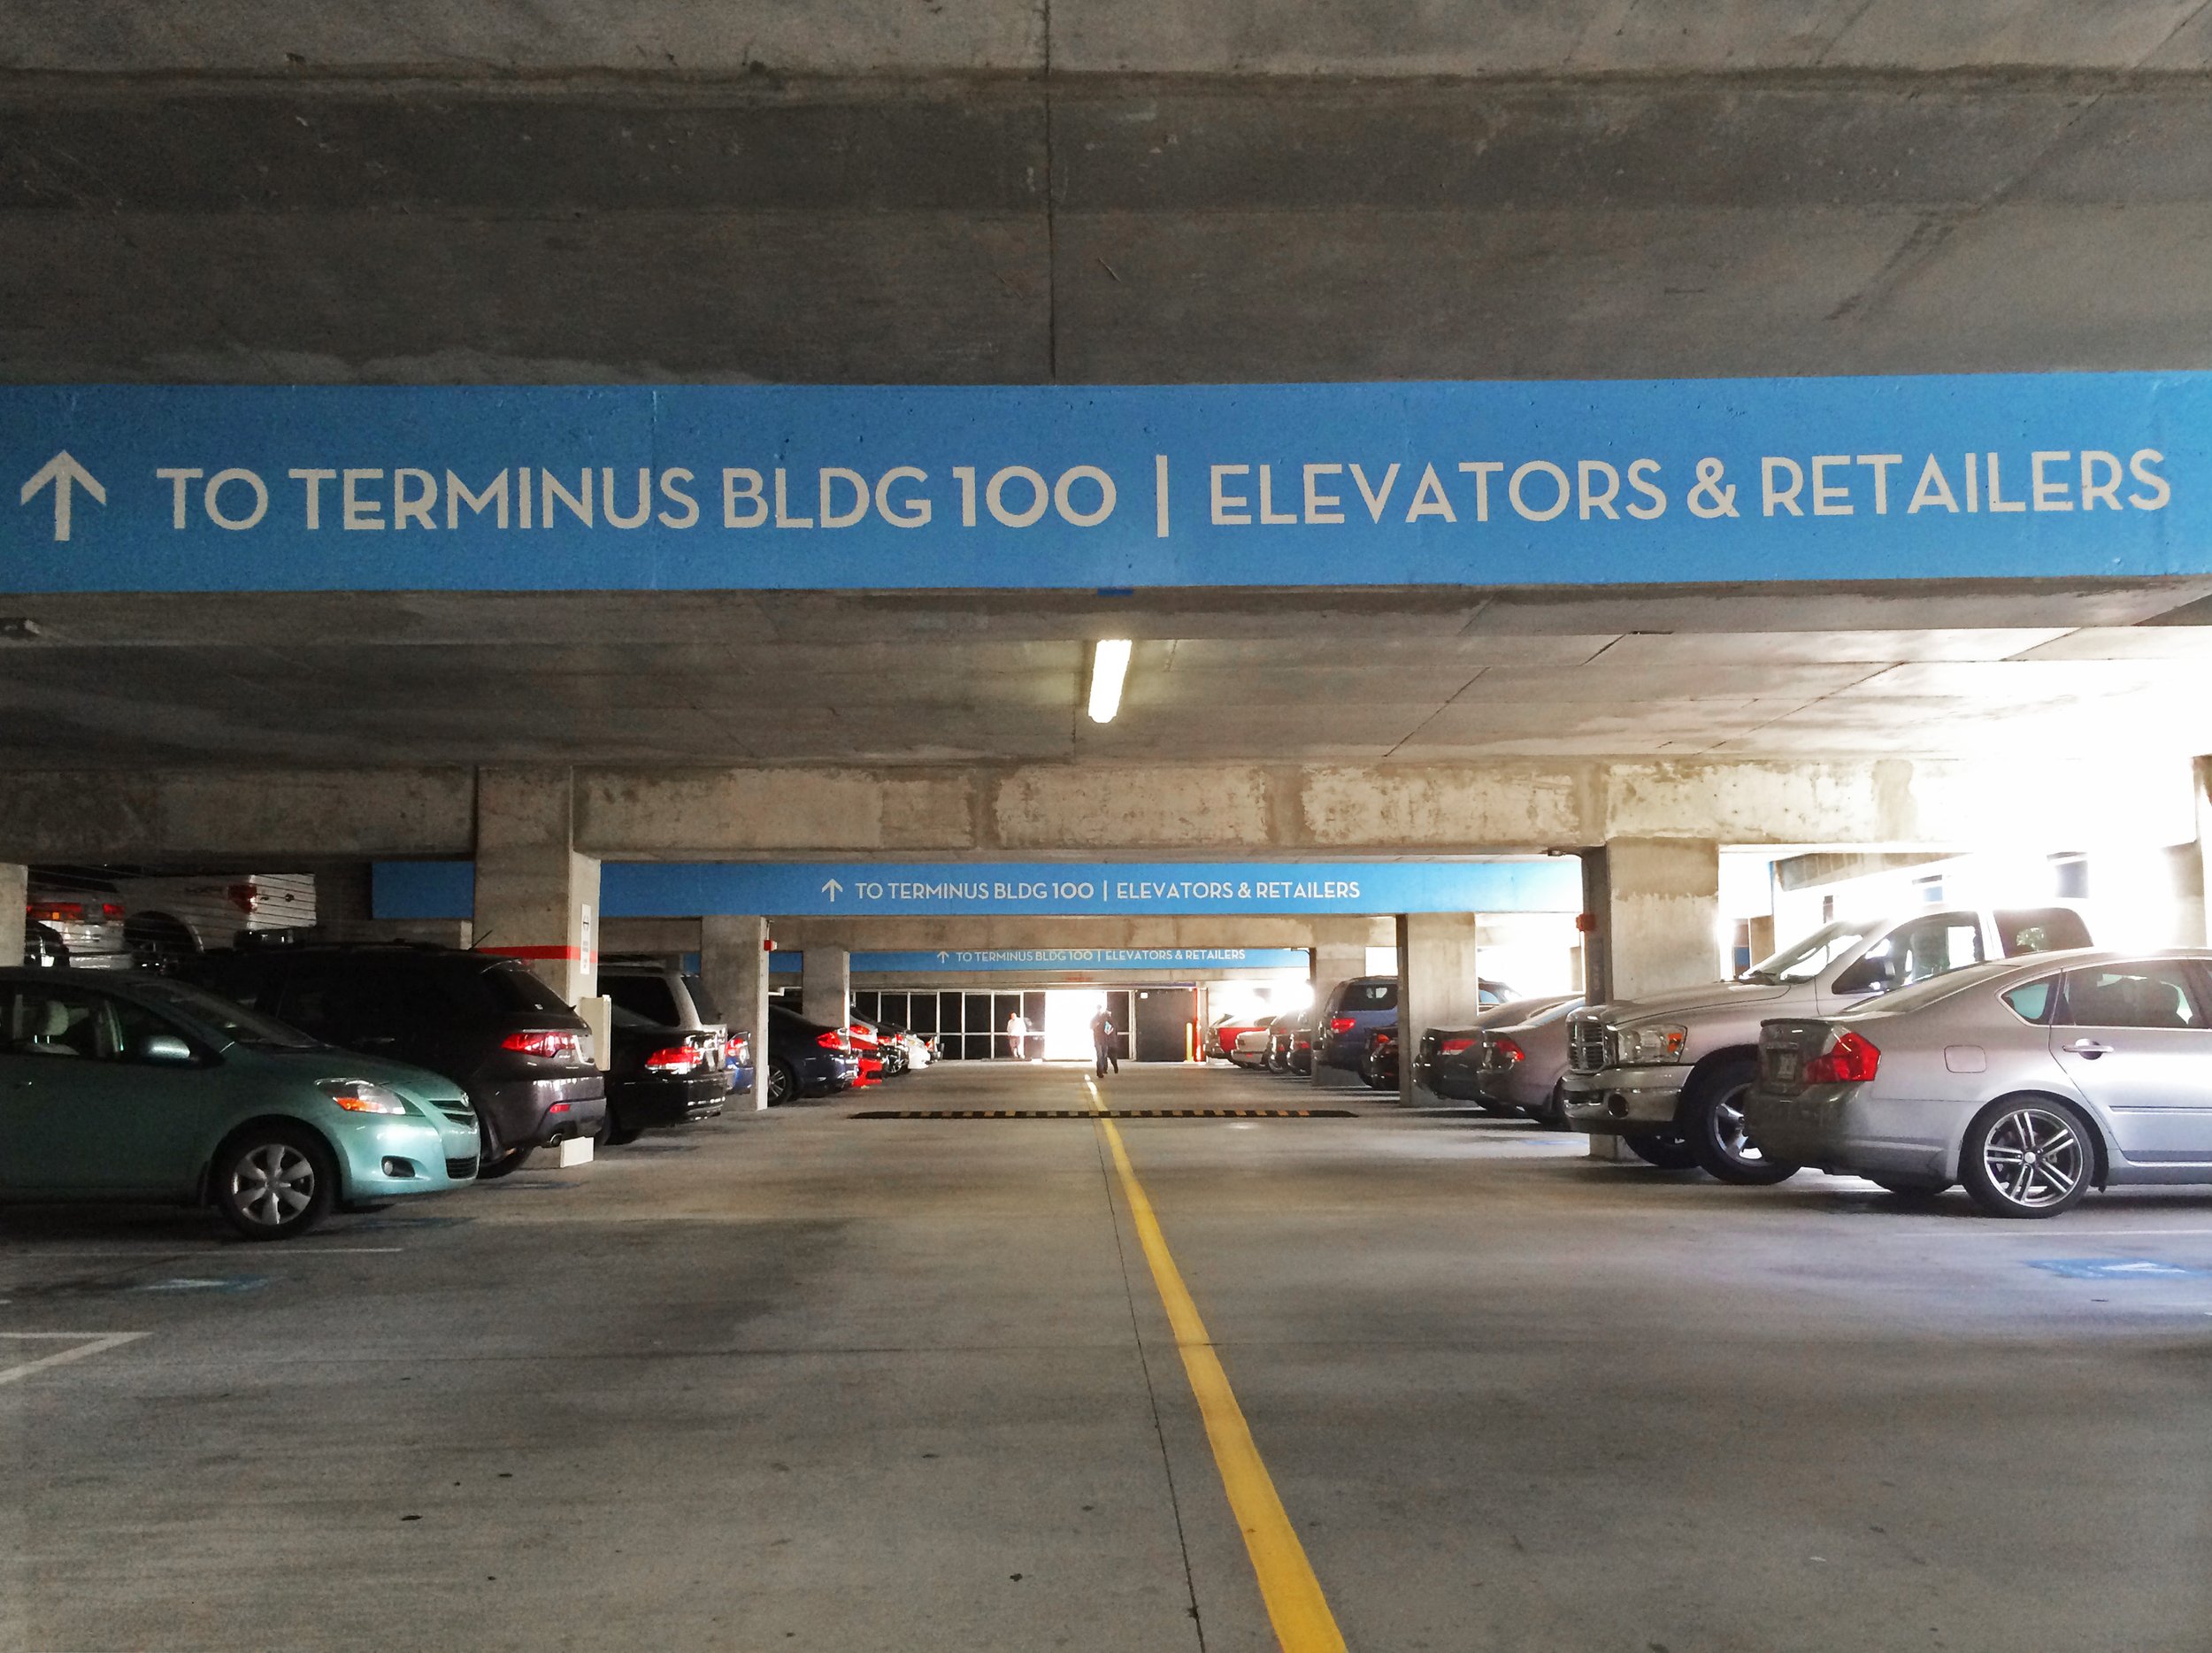 ↑ TO TERMINUS BLDG 100 | ELEVATORS & RETAILERS
↑ TO TERMINUS BLDG 100 | ELEVATORS & RETAILERS
↑ TO TERMINUS BLDG 100 | ELEVATORS & RETAILERS